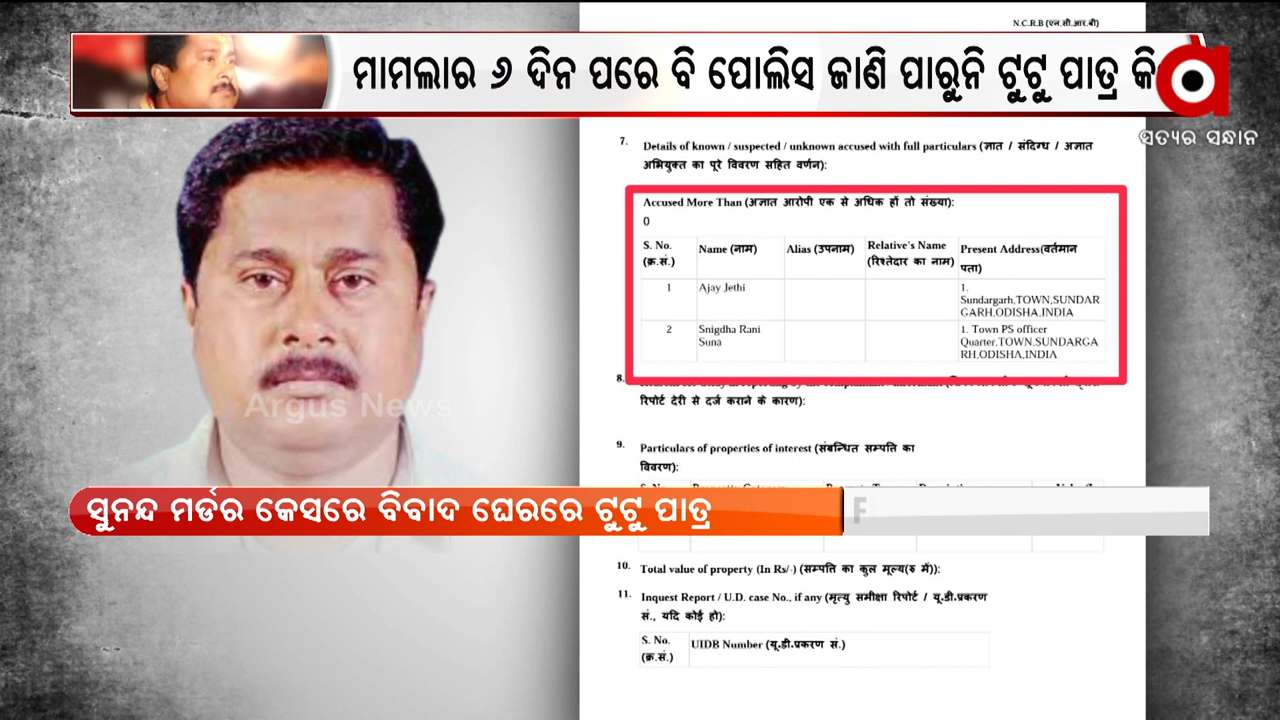 N.C.R.B (एन.सी.आर.बी)
ମାମଲାର ୬ ଦିନ ପରେ ବି ପୋଲିସ ଜାଣି ପାରୁନି ଟୁଟୁ ପାତ୍ର
ସତ୍ୟର ସନ୍ଧାନ
7. Details of known / suspected / unknown accused with full particulars (ज्ञात / संदिग्ध / अज्ञात
अभियुक्त का पूरे विवरण सहित वर्णन):
Accused More Than (अज्ञात आरोपी एक से अधिक हों तो संख्या):
0
S. No. Name (नाम) Alias (उपनाम) Relative's Name Present Address(वर्तमान
(क्र.सं.) (रिश्तेदार का नाम) पता)
1 Ajay Jethi 1.
Sundargarh,TOWN,SUNDAR
GARH,ODISHA,INDIA
2 Snigdha Rani 1. Town PS officer
Suna Quarter,TOWN,SUNDARGA
RH,ODISHA,INDIA
Argus News
8.
रिपोर्ट देरी से दर्ज कराने के कारण):
9. Particulars of properties of interest (संबन्धित सम्पति का
विवरण):
ସୁନନ୍ଦ ମର୍ଡର କେସରେ ବିବାଦ ଘେରରେ ଟୁଟୁ ପାତ୍ର
10. Total value of property (In Rs/-) (सम्पति का कुल मूल्य(रु में)):
11. Inquest Report / U.D. case No., if any (मृत्यु समीक्षा रिपोर्ट / यू.डी.प्रकरण
सं., यदि कोई हो):
S. No. UIDB Number (यू.डी.प्रकरण सं.)
(क्र.सं.)